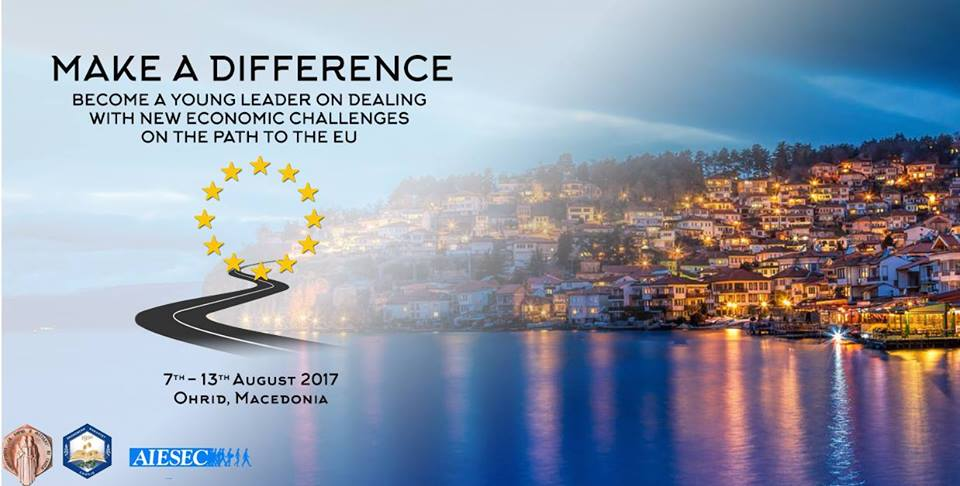 MAKE A DIFFERENCE
BECOME A YOUNG LEADER ON DEALING
WITH NEW ECONOMIC CHALLENGES
ON THE PATH TO THE EU
7TH – 13TH AUGUST 2017
OHRID, MACEDONIA
AIESEC